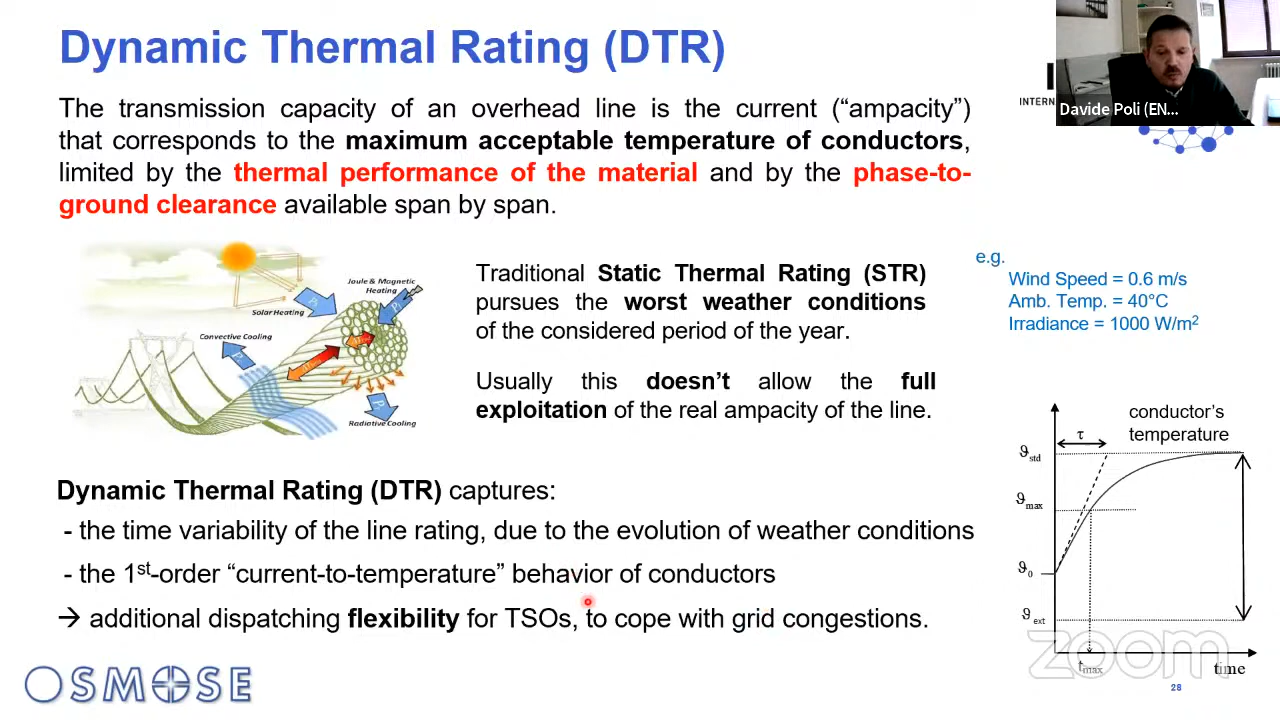 Dynamic Thermal Rating (DTR)
Davide Poli (EN...
INTERN
The transmission capacity of an overhead line is the current (“ampacity”)
that corresponds to the maximum acceptable temperature of conductors,
limited by the thermal performance of the material and by the phase-to-
ground clearance available span by span.
Joule & Magnetic
Heating
Solar Heating
Convective Cooling
Radiative Cooling
Traditional Static Thermal Rating (STR)
pursues the worst weather conditions
of the considered period of the year.
e.g.
Wind Speed = 0.6 m/s
Amb. Temp. = 40°C
Irradiance = 1000 W/m²
Usually this doesn’t allow the full
exploitation of the real ampacity of the line.
conductor’s
temperature
τ
ϑstd
ϑmax
ϑ0
ϑext
tmax
time
Dynamic Thermal Rating (DTR) captures:
- the time variability of the line rating, due to the evolution of weather conditions
- the 1st-order “current-to-temperature” behavior of conductors
→ additional dispatching flexibility for TSOs, to cope with grid congestions.
OSMOSE
zoom
28